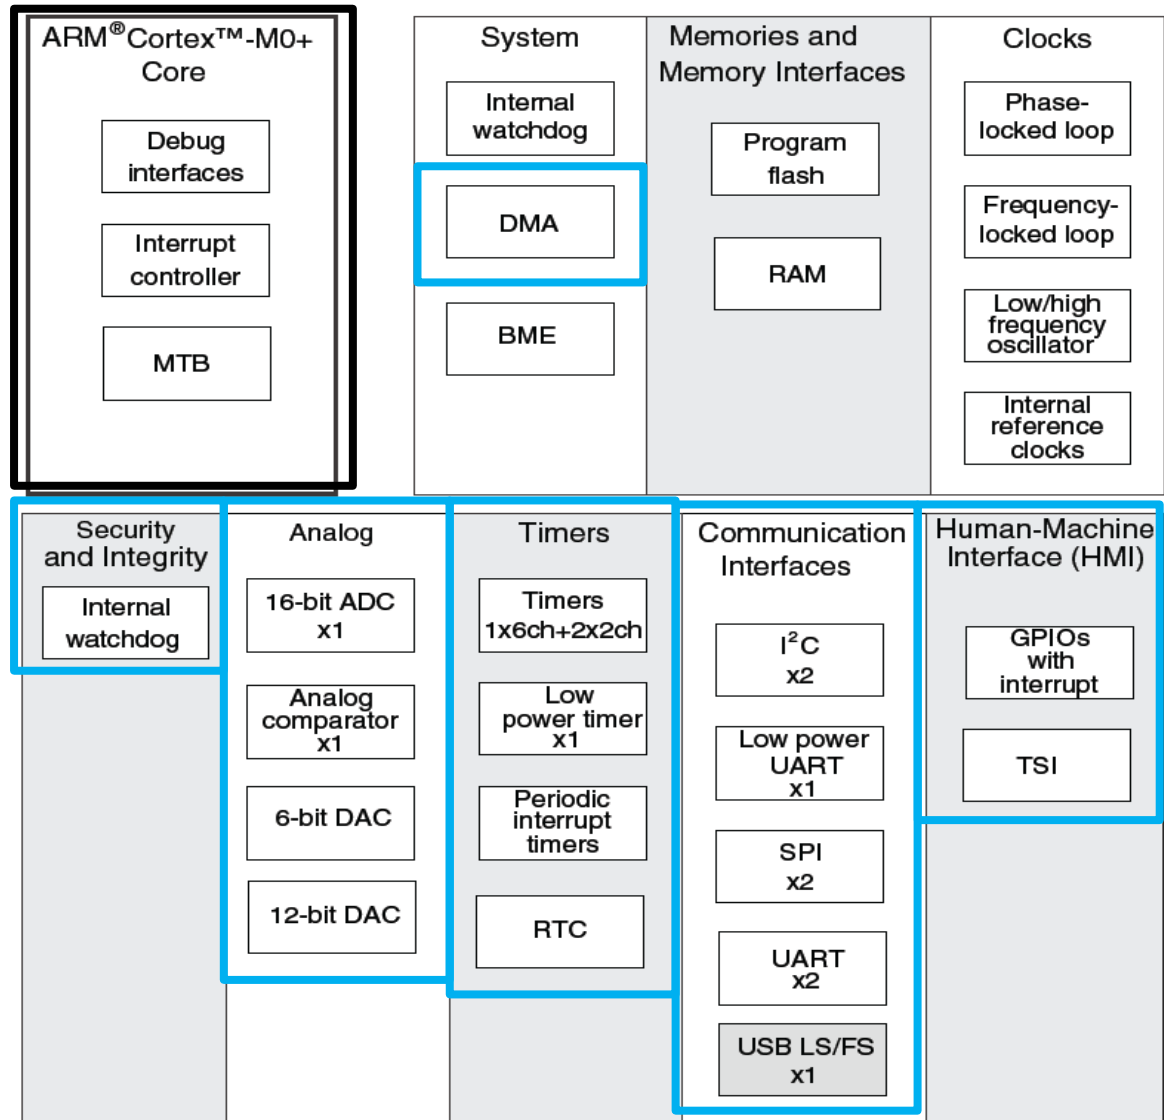 ARM®Cortex™-M0+
Core
Debug
interfaces
Interrupt
controller
MTB
System
Internal
watchdog
DMA
BME
Memories and
Memory Interfaces
Program
flash
RAM
Clocks
Phase-
locked loop
Frequency-
locked loop
Low/high
frequency
oscillator
Internal
reference
clocks
Security
and Integrity
Internal
watchdog
Analog
16-bit ADC
x1
Analog
comparator
x1
6-bit DAC
12-bit DAC
Timers
Timers
1x6ch+2x2ch
Low
power timer
x1
Periodic
interrupt
timers
RTC
Communication
Interfaces
I²C
x2
Low power
UART
x1
SPI
x2
UART
x2
USB LS/FS
x1
Human-Machine
Interface (HMI)
GPIOs
with
interrupt
TSI